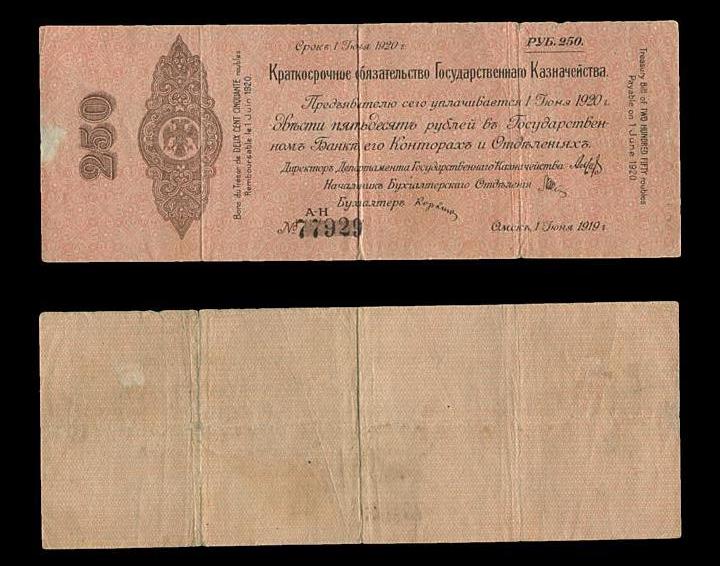 250
Bons du Trésor de DEUX CENT CINQUANTE roubles
Remboursable le 1 Juin 1920.
Срокъ 1 Іюня 1920 г.
РУБ. 250.
Краткосрочное обязательство Государственнаго Казначейства.
Предъявителю сего уплачивается 1 Іюня 1920 г.
двѣсти пятьдесятъ рублей въ Государствен-
номъ Банкѣ его Конторахъ и Отдѣленіяхъ.
Директоръ Департамента Государственнаго Казначейства
Начальникъ Бухгалтерскаго Отдѣленія
Бухгалтеръ
А-Н
№ 77929
Омскъ, 1 Іюня 1919 г.
Treasury Bill of TWO HUNDRED FIFTY roubles
Payable on 1 June 1920.